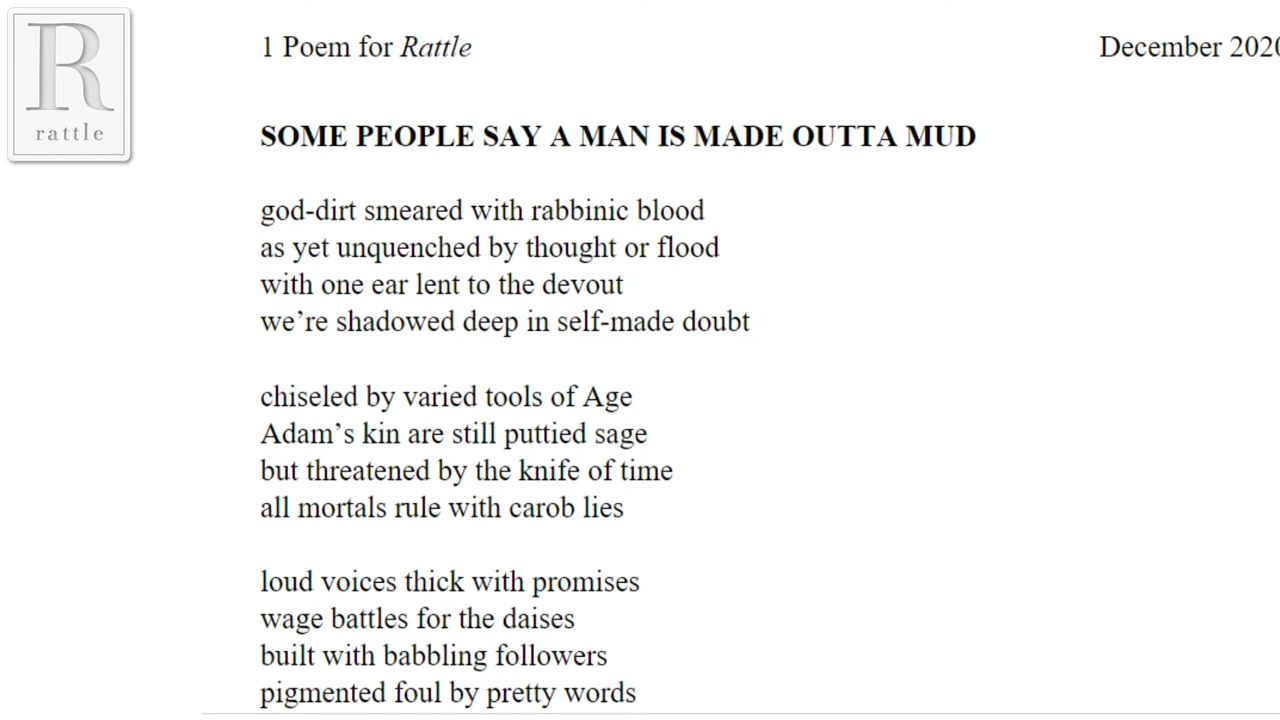 R
rattle
1 Poem for Rattle December 2020
SOME PEOPLE SAY A MAN IS MADE OUTTA MUD
god-dirt smeared with rabbinic blood
as yet unquenched by thought or flood
with one ear lent to the devout
we’re shadowed deep in self-made doubt
chiseled by varied tools of Age
Adam’s kin are still puttied sage
but threatened by the knife of time
all mortals rule with carob lies
loud voices thick with promises
wage battles for the daises
built with babbling followers
pigmented foul by pretty words